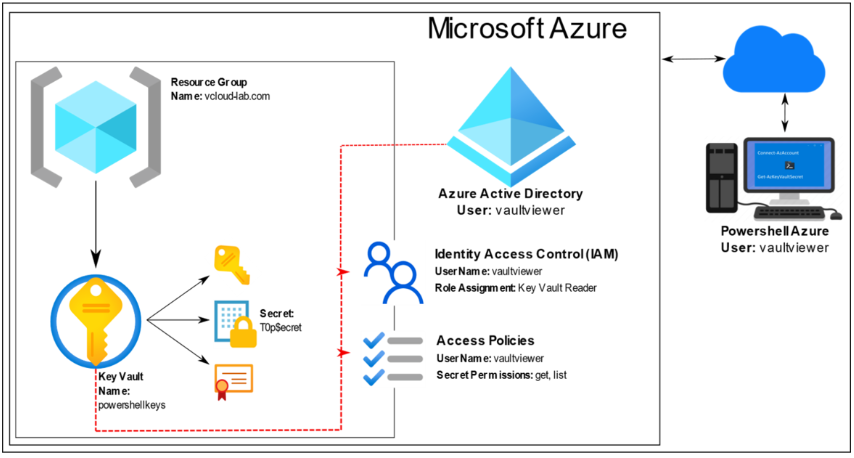 Microsoft Azure
Resource Group
Name: vcloud-lab.com
Azure Active Directory
User: vaultviewer
Connect-AzAccount
Get-AzKeyVaultSecret
Powershell Azure
User: vaultviewer
Identity Access Control (IAM)
UserName: vaultviewer
Role Assignment: Key Vault Reader
Secret:
T0p$ecret
Access Policies
UserName: vaultviewer
Secret Permissions: get, list
Key Vault
Name:
powershellkeys